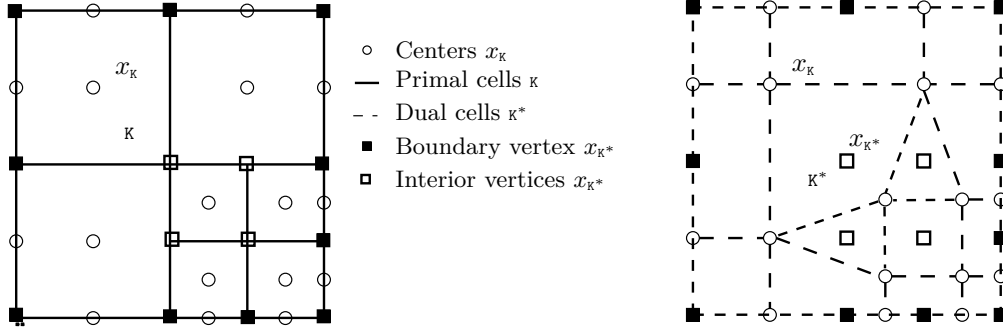 x_K
K
Centers x_K
Primal cells K
Dual cells K*
Boundary vertex x_K*
Interior vertices x_K*
x_K
x_K*
K*